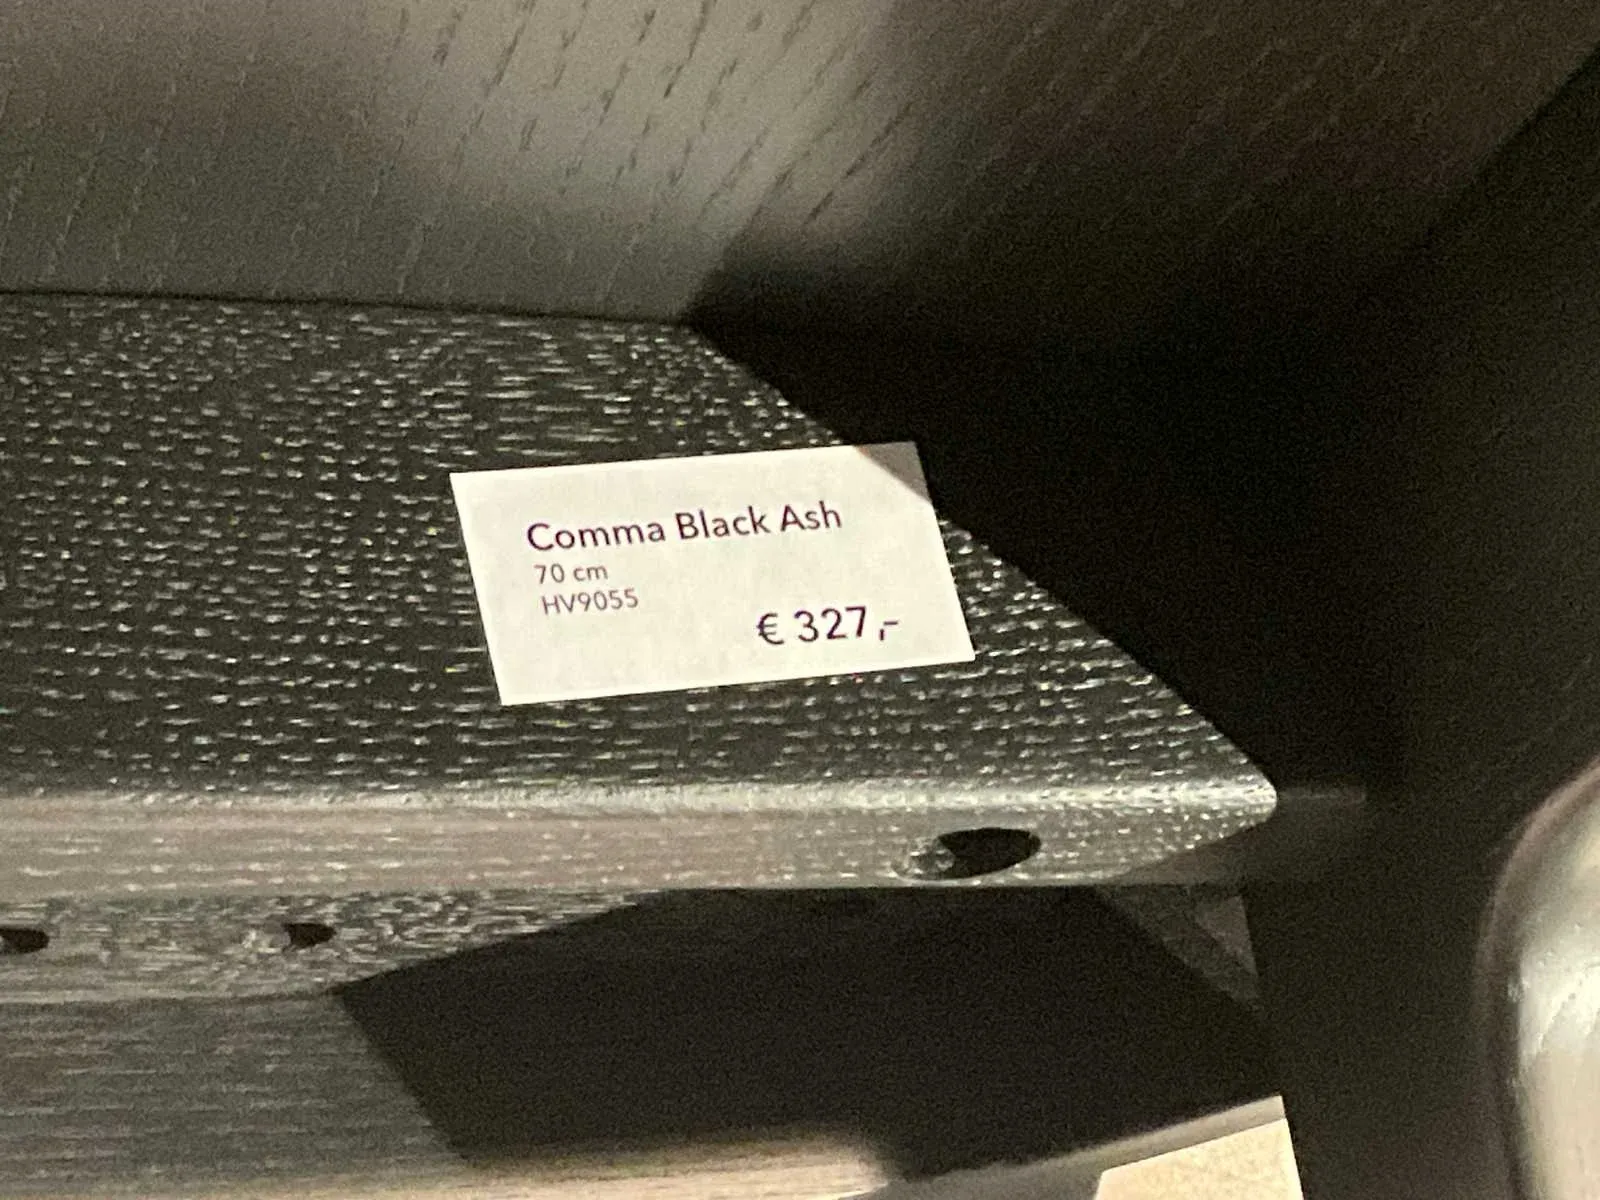 Comma Black Ash
70 cm
HV9055
€ 327,-